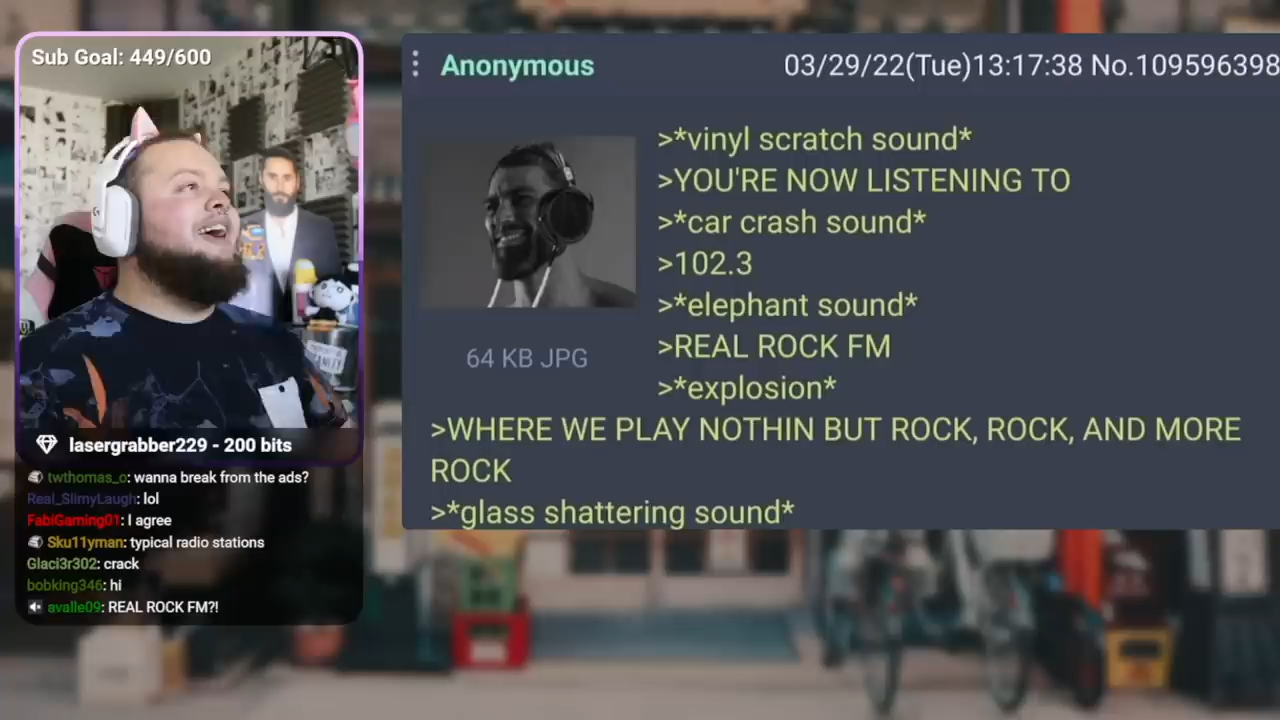 Sub Goal: 449/600
lasergrabber229 - 200 bits
twthomas_o: wanna break from the ads?
Real_SlimyLaugh: lol
FabiGaming01: I agree
Sku11yman: typical radio stations
Glaci3r302: crack
bobking346: hi
avalle09: REAL ROCK FM?!
Anonymous 03/29/22(Tue)13:17:38 No.109596398
>*vinyl scratch sound*
>YOU'RE NOW LISTENING TO
>*car crash sound*
>102.3
>*elephant sound*
>REAL ROCK FM
>*explosion*
64 KB JPG
>WHERE WE PLAY NOTHIN BUT ROCK, ROCK, AND MORE
ROCK
>*glass shattering sound*